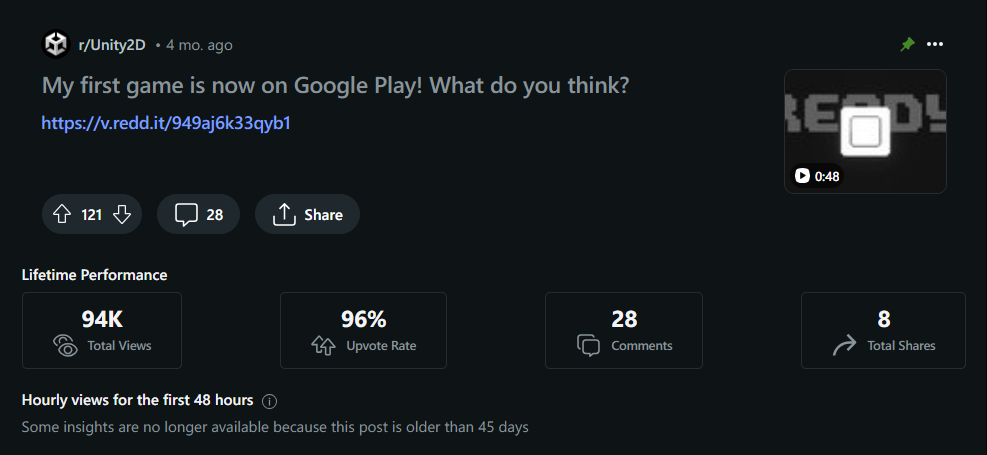 r/Unity2D • 4 mo. ago
My first game is now on Google Play! What do you think?
https://v.redd.it/949aj6k33qyb1
READY
0:48
121
28
Share
Lifetime Performance
94K
Total Views
96%
Upvote Rate
28
Comments
8
Total Shares
Hourly views for the first 48 hours
Some insights are no longer available because this post is older than 45 days